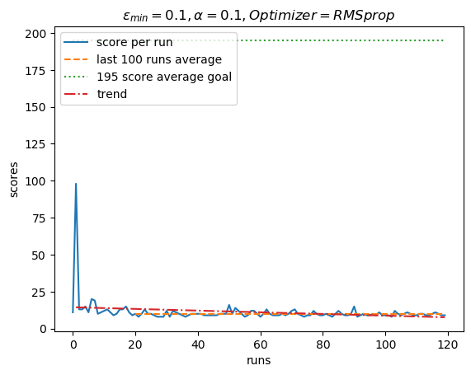 ε_min = 0.1, α = 0.1, Optimizer = RMSprop
200
175
150
125
100
75
50
25
0
scores
score per run
last 100 runs average
195 score average goal
trend
0 20 40 60 80 100 120
runs